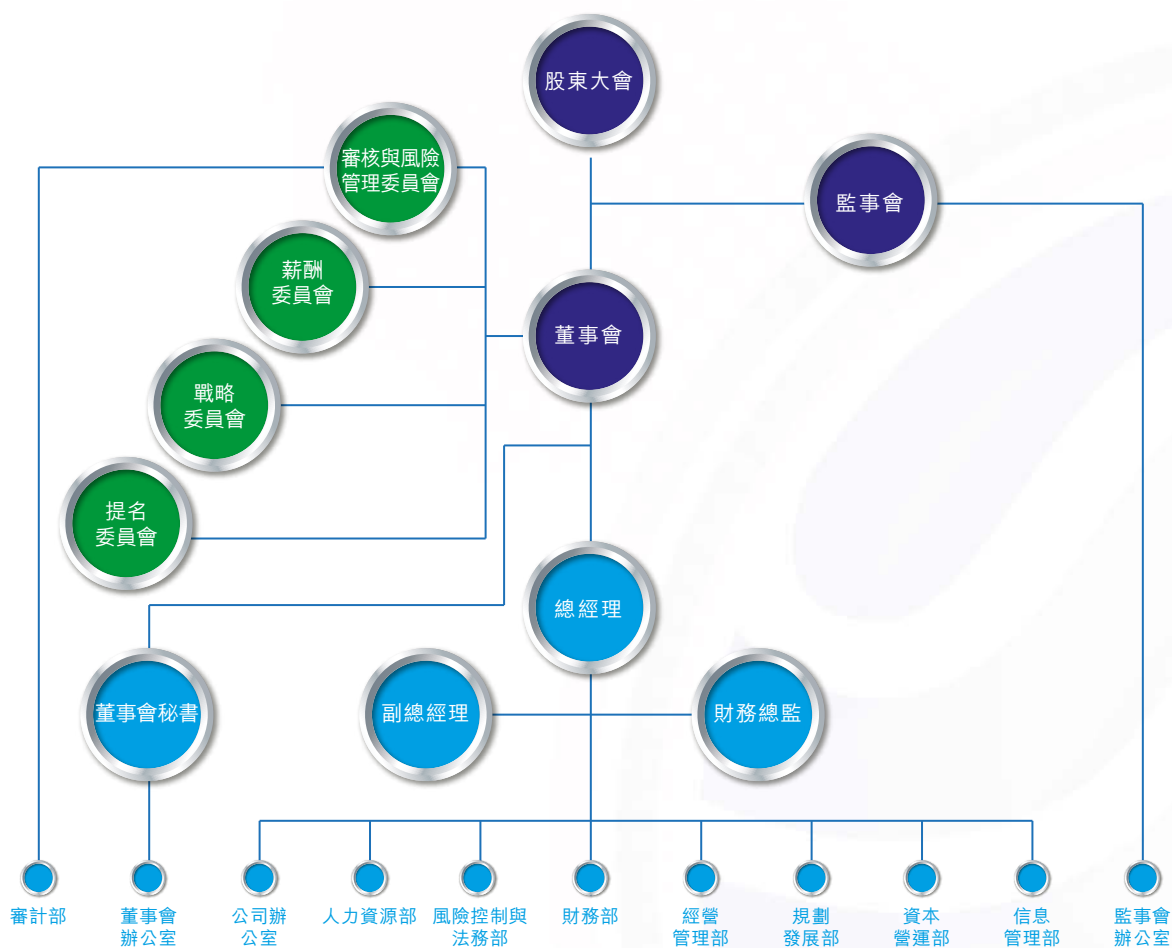 股東大會
審核與風險
管理委員會
監事會
薪酬
委員會
董事會
戰略
委員會
提名
委員會
總經理
董事會秘書
副總經理
財務總監
審計部
董事會
辦公室
公司辦
公室
人力資源部
風險控制與
法務部
財務部
經營
管理部
規劃
發展部
資本
營運部
信息
管理部
監事會
辦公室